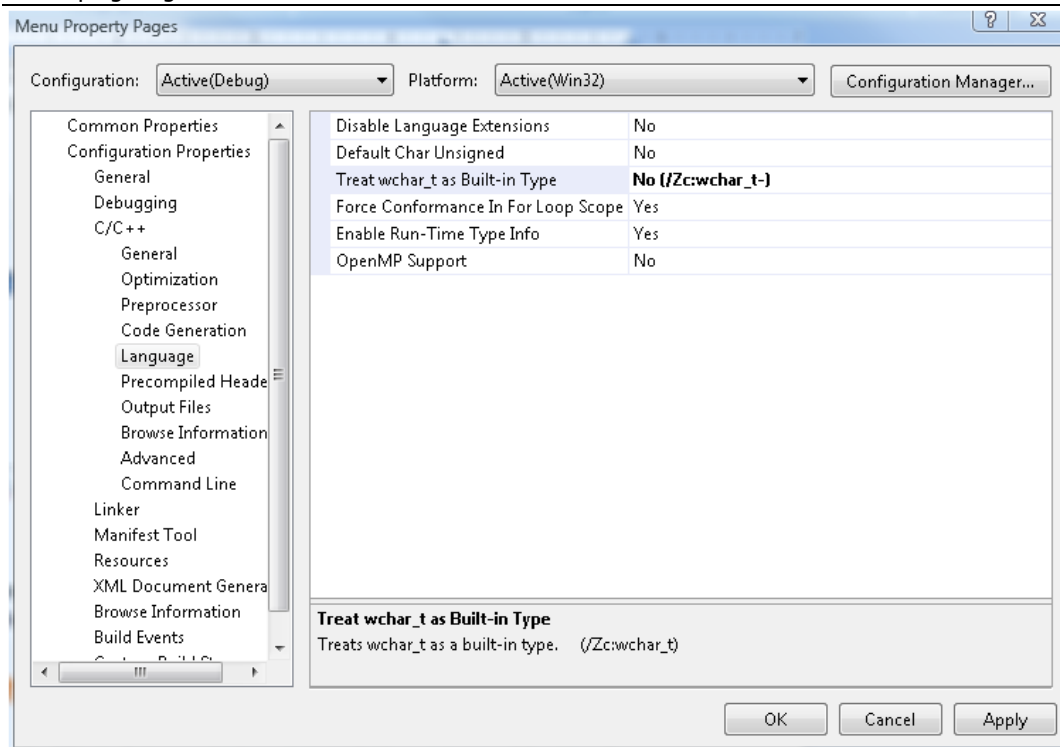 Menu Property Pages
Configuration: Active(Debug) Platform: Active(Win32) Configuration Manager...
Common Properties
Configuration Properties
General
Debugging
C/C++
General
Optimization
Preprocessor
Code Generation
Language
Precompiled Heade
Output Files
Browse Information
Advanced
Command Line
Linker
Manifest Tool
Resources
XML Document Genera
Browse Information
Build Events
Disable Language Extensions No
Default Char Unsigned No
Treat wchar_t as Built-in Type No (/Zc:wchar_t-)
Force Conformance In For Loop Scope Yes
Enable Run-Time Type Info Yes
OpenMP Support No
Treat wchar_t as Built-in Type
Treats wchar_t as a built-in type. (/Zc:wchar_t)
OK Cancel Apply